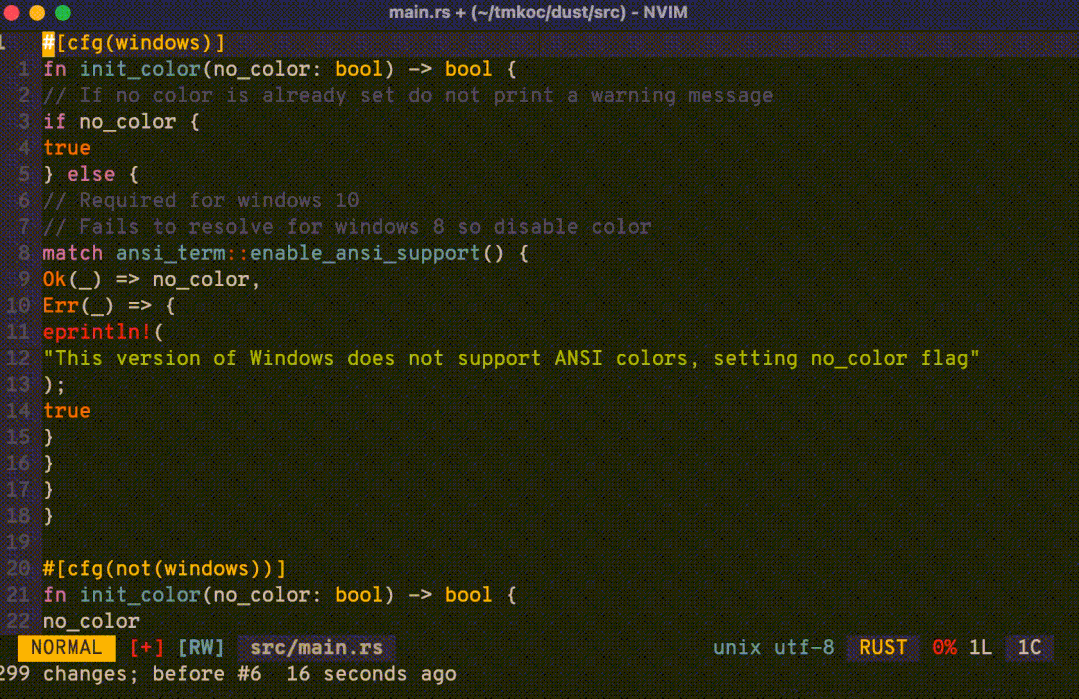 main.rs + (~/tmkoc/dust/src) - NVIM
1 #[cfg(windows)]
1 fn init_color(no_color: bool) -> bool {
2 // If no color is already set do not print a warning message
3 if no_color {
4 true
5 } else {
6 // Required for windows 10
7 // Fails to resolve for windows 8 so disable color
8 match ansi_term::enable_ansi_support() {
9 Ok(_) => no_color,
10 Err(_) => {
11 eprintln!(
12 "This version of Windows does not support ANSI colors, setting no_color flag"
13 );
14 true
15 }
16 }
17 }
18 }
19
20 #[cfg(not(windows))]
21 fn init_color(no_color: bool) -> bool {
22 no_color
NORMAL [+] [RW] src/main.rs unix utf-8 RUST 0% 1L 1C
299 changes; before #6 16 seconds ago